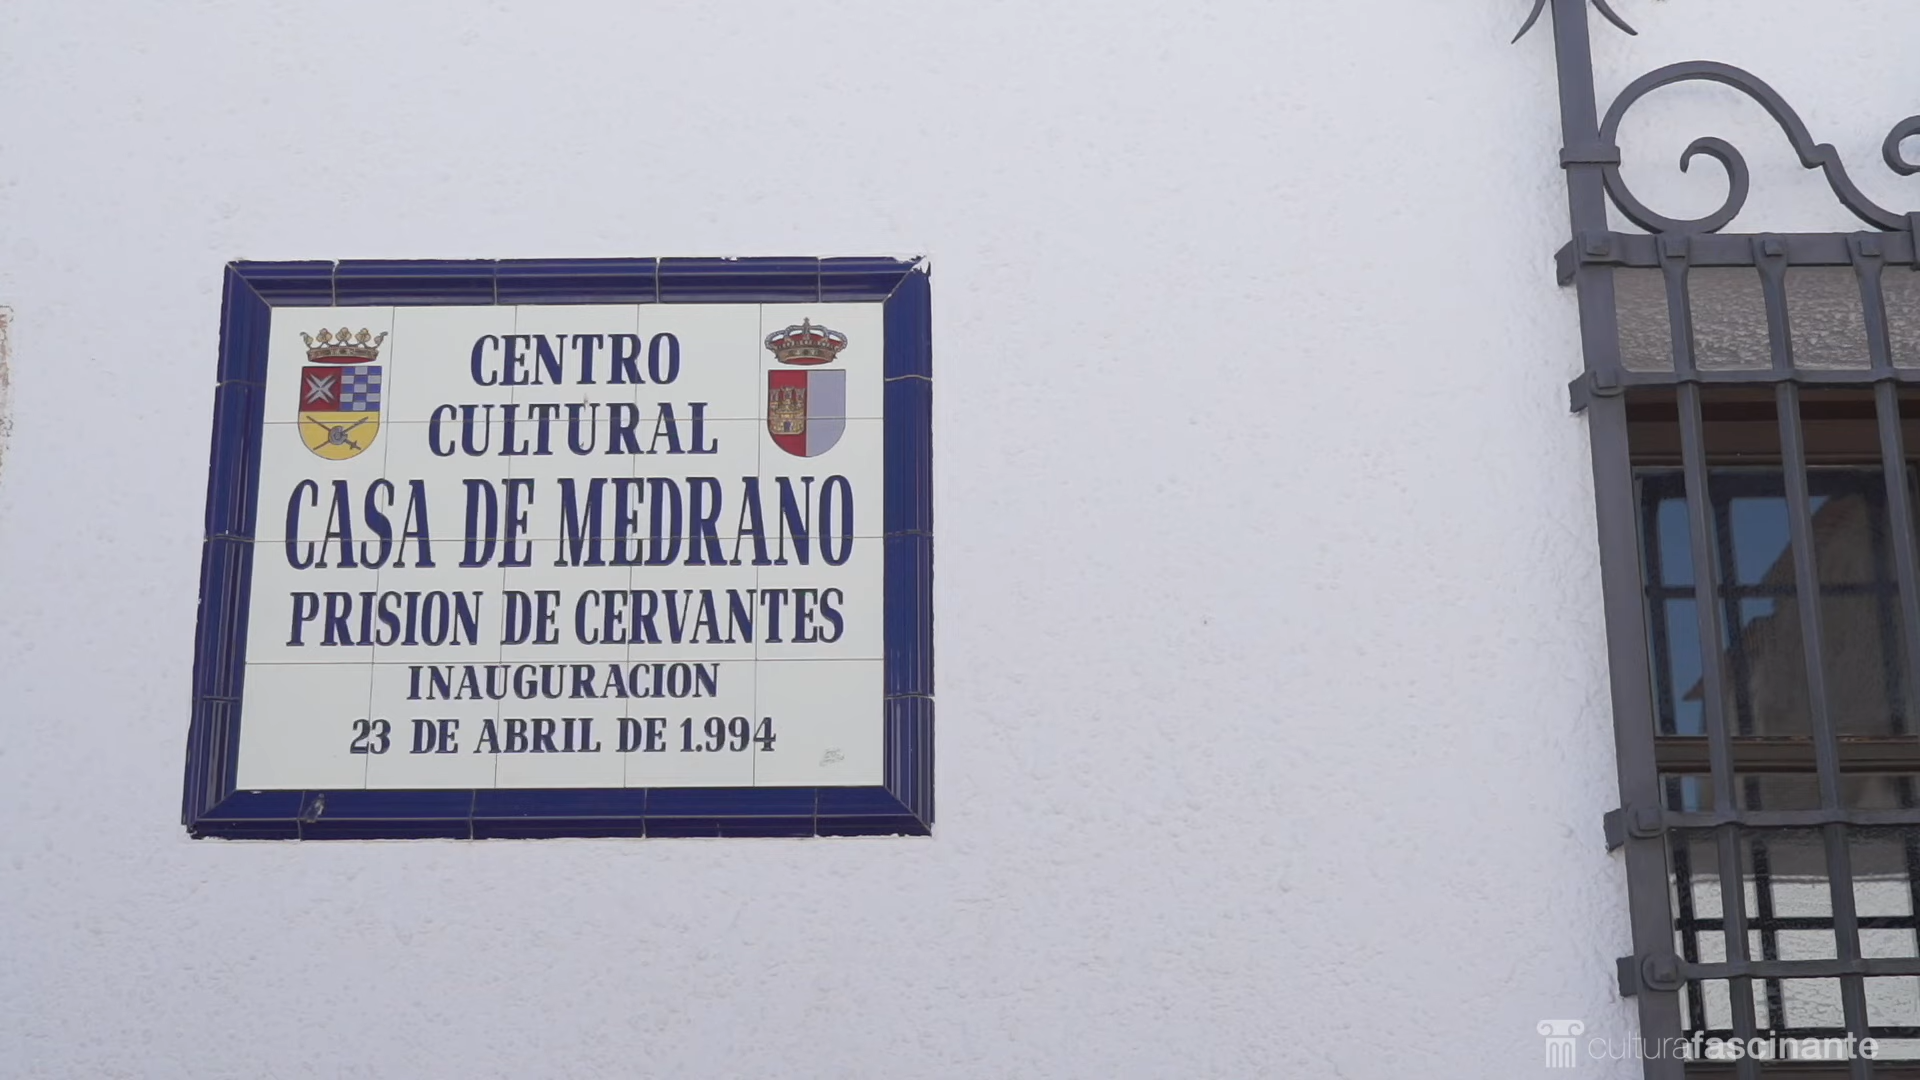 CENTRO
CULTURAL
CASA DE MEDRANO
PRISION DE CERVANTES
INAUGURACION
23 DE ABRIL DE 1.994
culturafascinante